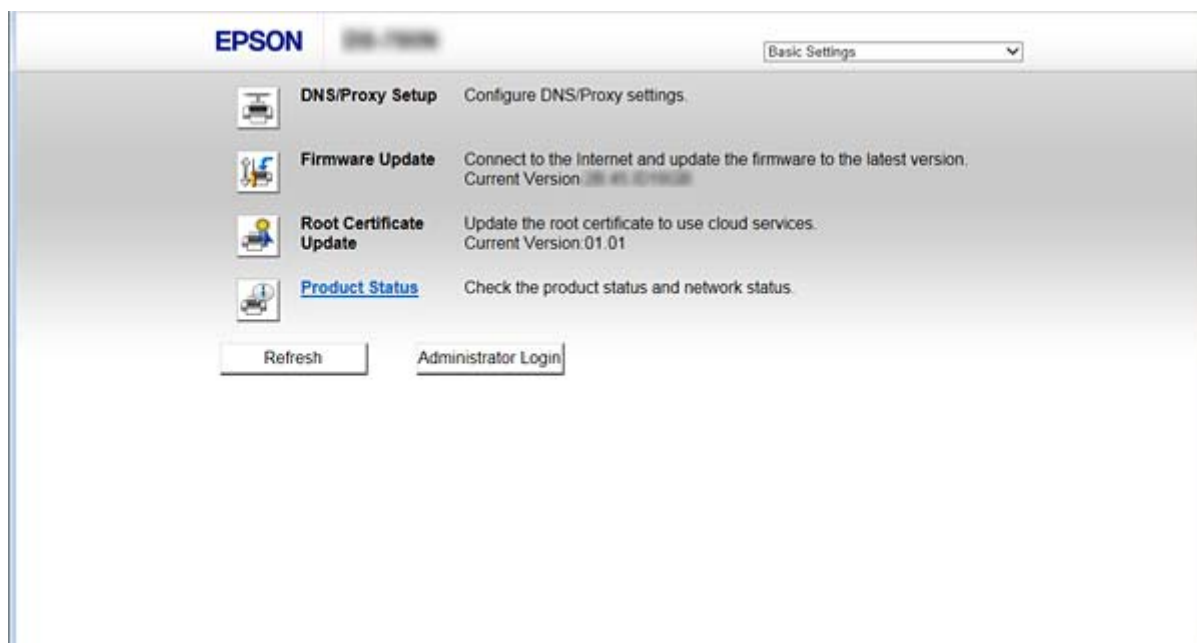 EPSON
Basic Settings
DNS/Proxy Setup
Configure DNS/Proxy settings.
Firmware Update
Connect to the Internet and update the firmware to the latest version.
Current Version:
Root Certificate
Update
Update the root certificate to use cloud services.
Current Version:01.01
Product Status
Check the product status and network status.
Refresh
Administrator Login